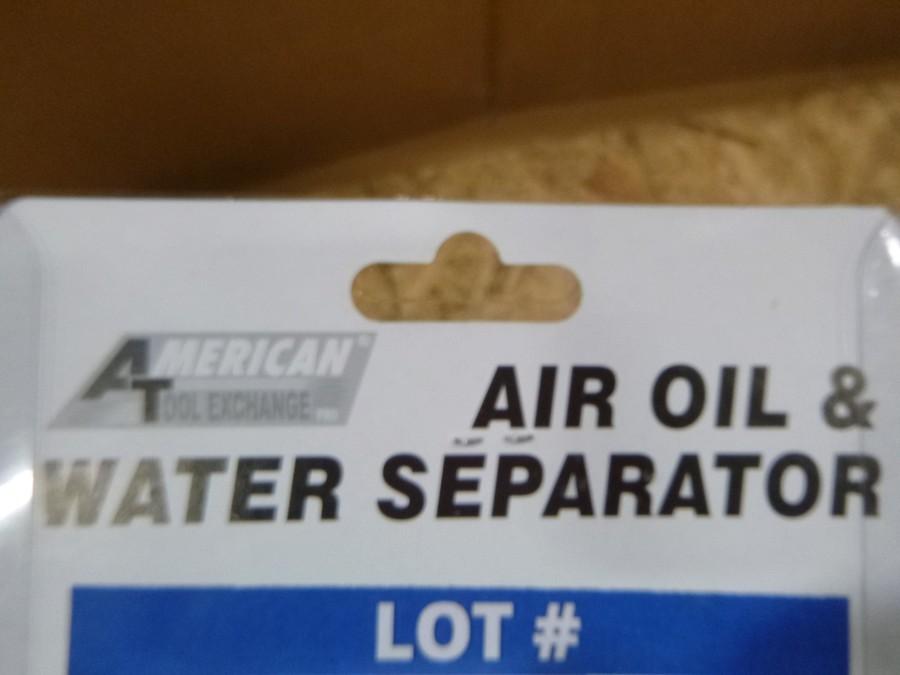 AMERICAN®
TOOL EXCHANGE
AIR OIL &
WATER SEPARATOR
LOT #